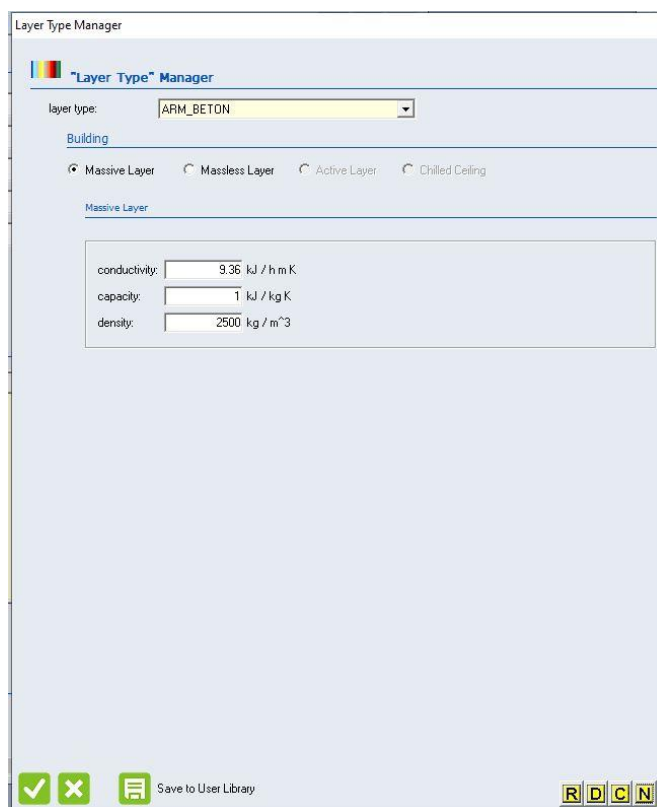 Layer Type Manager
"Layer Type" Manager
layer type: ARM_BETON
Building
Massive Layer Massless Layer Active Layer Chilled Ceiling
Massive Layer
conductivity: 9.36 kJ / h m K
capacity: 1 kJ / kg K
density: 2500 kg / m^3
Save to User Library
R D C N